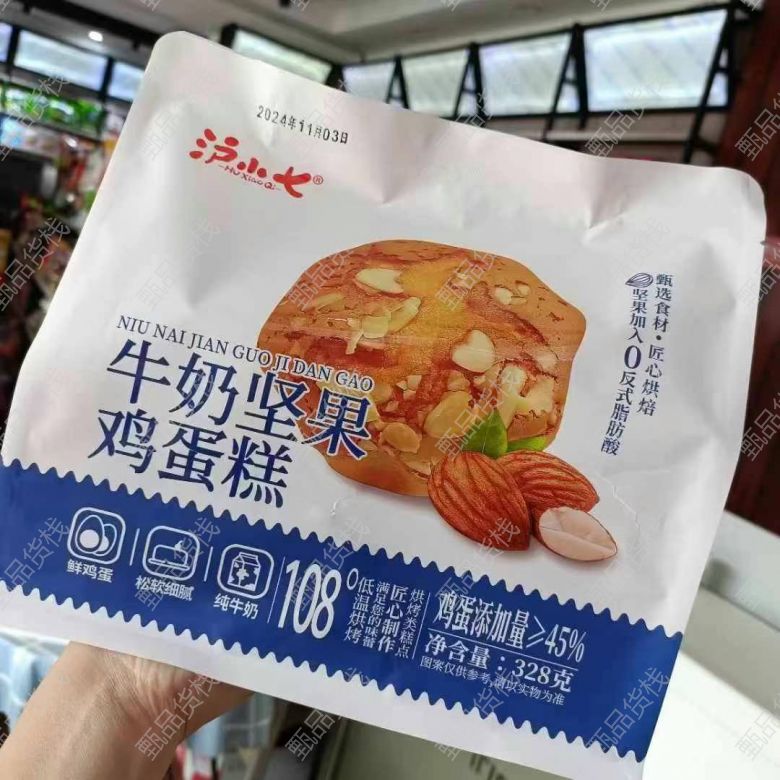 2024年11月03日
沪小七®
HU Xiao Qi
甄选食材·匠心烘焙
坚果加入0反式脂肪酸
NIU NAI JIAN GUO JI DAN GAO
牛奶坚果
鸡蛋糕
鲜鸡蛋
松软细腻
纯牛奶
108°
低温烘烤
满足您的味蕾
匠心制作
烘烤类糕点
鸡蛋添加量≥45%
净含量：328克
图案仅供参考,请以实物为准
甄品货栈